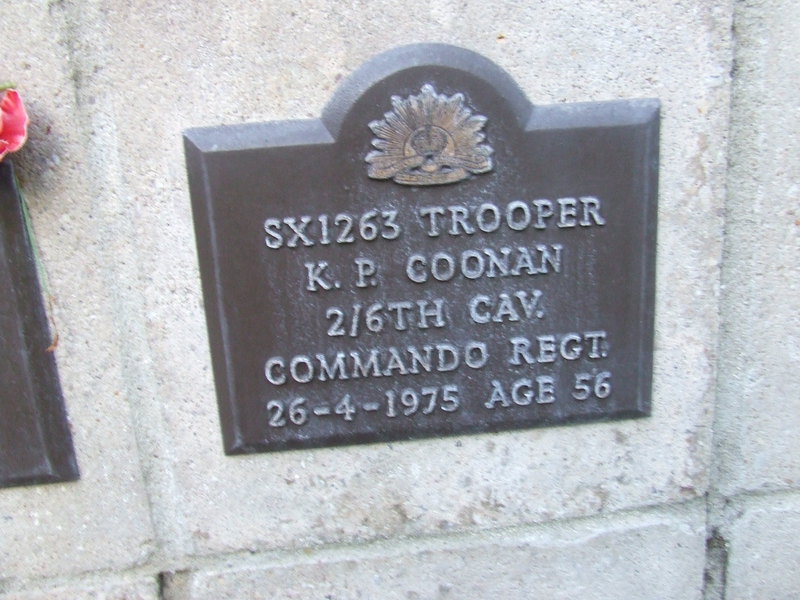 SX1263 TROOPER
K. P. COONAN
2/6TH CAV.
COMMANDO REGT.
26-4-1975 AGE 56